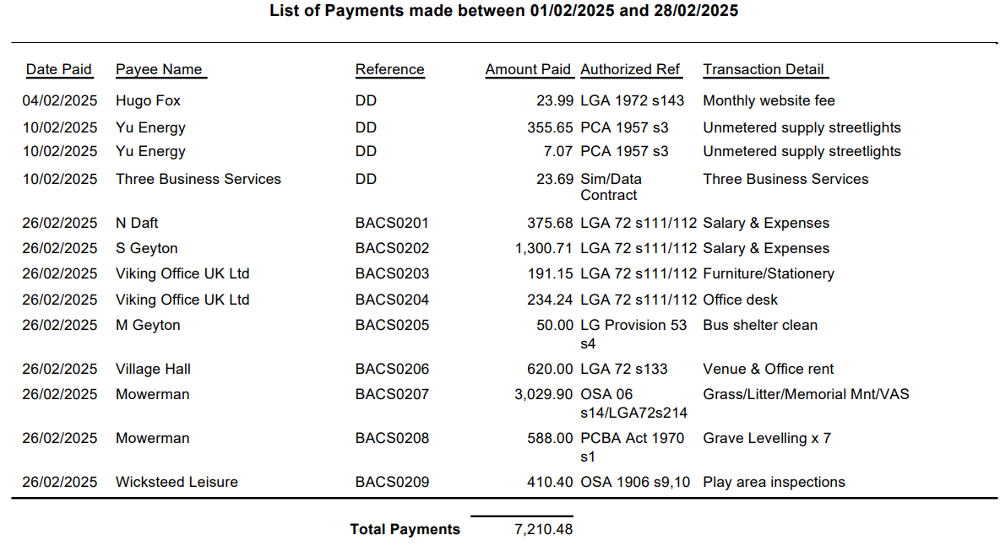 List of Payments made between 01/02/2025 and 28/02/2025
Date Paid Payee Name Reference Amount Paid Authorized Ref Transaction Detail
04/02/2025 Hugo Fox DD 23.99 LGA 1972 s143 Monthly website fee
10/02/2025 Yu Energy DD 355.65 PCA 1957 s3 Unmetered supply streetlights
10/02/2025 Yu Energy DD 7.07 PCA 1957 s3 Unmetered supply streetlights
10/02/2025 Three Business Services DD 23.69 Sim/Data Three Business Services
Contract
26/02/2025 N Daft BACS0201 375.68 LGA 72 s111/112 Salary & Expenses
26/02/2025 S Geyton BACS0202 1,300.71 LGA 72 s111/112 Salary & Expenses
26/02/2025 Viking Office UK Ltd BACS0203 191.15 LGA 72 s111/112 Furniture/Stationery
26/02/2025 Viking Office UK Ltd BACS0204 234.24 LGA 72 s111/112 Office desk
26/02/2025 M Geyton BACS0205 50.00 LG Provision 53 Bus shelter clean
s4
26/02/2025 Village Hall BACS0206 620.00 LGA 72 s133 Venue & Office rent
26/02/2025 Mowerman BACS0207 3,029.90 OSA 06 Grass/Litter/Memorial Mnt/VAS
s14/LGA72s214
26/02/2025 Mowerman BACS0208 588.00 PCBA Act 1970 Grave Levelling x 7
s1
26/02/2025 Wicksteed Leisure BACS0209 410.40 OSA 1906 s9,10 Play area inspections
Total Payments 7,210.48